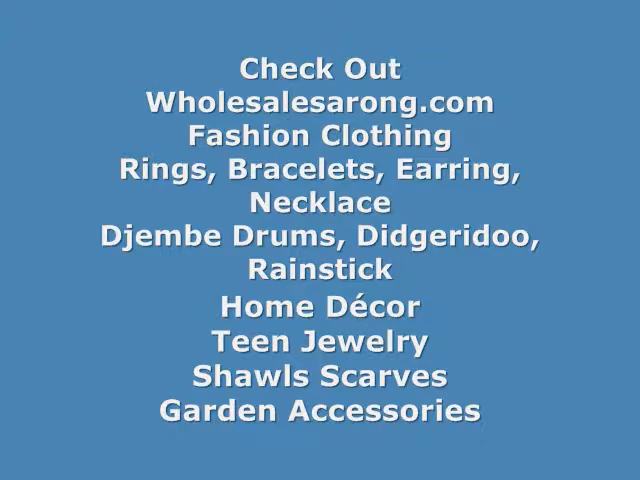 Check Out
Wholesalesarong.com
Fashion Clothing
Rings, Bracelets, Earring,
Necklace
Djembe Drums, Didgeridoo,
Rainstick
Home Décor
Teen Jewelry
Shawls Scarves
Garden Accessories